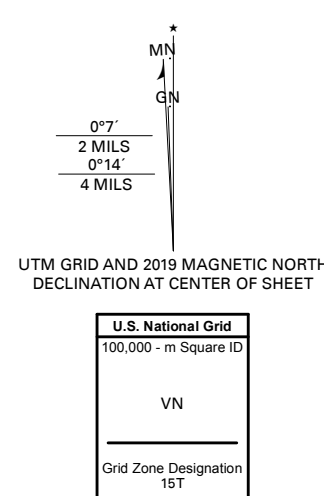 MN
GN
0°7´
2 MILS
0°14´
4 MILS
UTM GRID AND 2019 MAGNETIC NORTH
DECLINATION AT CENTER OF SHEET
U.S. National Grid
100,000 - m Square ID
VN
Grid Zone Designation
15T